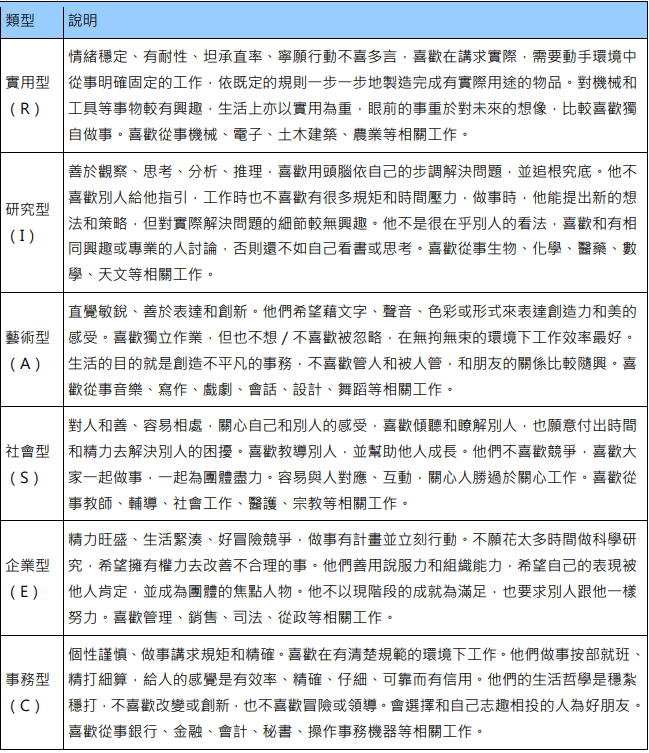 類型 說明
實用型
（R）
情緒穩定、有耐性、坦承直率、寧願行動不喜多言，喜歡在講求實際，需要動手環境中
從事明確固定的工作，依既定的規則一步一步地製造完成有實際用途的物品。對機械和
工具等事物較有興趣，生活上亦以實用為重，眼前的事重於對未來的想像，比較喜歡獨
自做事。喜歡從事機械、電子、土木建築、農業等相關工作。
研究型
（I）
善於觀察、思考、分析、推理，喜歡用頭腦依自己的步調解決問題，並追根究底。他不
喜歡別人給他指引，工作時也不喜歡有很多規矩和時間壓力，做事時，他能提出新的想
法和策略，但對實際解決問題的細節較無興趣。他不是很在乎別人的看法，喜歡和有相
同興趣或專業的人討論，否則還不如自己看書或思考。喜歡從事生物、化學、醫藥、數
學、天文等相關工作。
藝術型
（A）
直覺敏銳、善於表達和創新。他們希望藉文字、聲音、色彩或形式來表達創造力和美的
感受。喜歡獨立作業，但也不想／不喜歡被忽略，在無拘無束的環境下工作效率最好。
生活的目的就是創造不平凡的事務，不喜歡管人和被人管，和朋友的關係比較隨興。喜
歡從事音樂、寫作、戲劇、會話、設計、舞蹈等相關工作。
社會型
（S）
對人和善、容易相處，關心自己和別人的感受，喜歡傾聽和瞭解別人，也願意付出時間
和精力去解決別人的困擾。喜歡教導別人，並幫助他人成長。他們不喜歡競爭，喜歡大
家一起做事，一起為團體盡力。容易與人對應、互動，關心人勝過於關心工作。喜歡從
事教師、輔導、社會工作、醫護、宗教等相關工作。
企業型
（E）
精力旺盛、生活緊湊、好冒險競爭，做事有計畫並立刻行動。不願花太多時間做科學研
究，希望擁有權力去改善不合理的事。他們善用說服力和組織能力，希望自己的表現被
他人肯定，並成為團體的焦點人物。他不以現階段的成就為滿足，也要求別人跟他一樣
努力。喜歡管理、銷售、司法、從政等相關工作。
事務型
（C）
個性謹慎、做事講求規矩和精確。喜歡在有清楚規範的環境下工作。他們做事按部就班、
精打細算，給人的感覺是有效率、精確、仔細、可靠而有信用。他們的生活哲學是穩紮
穩打，不喜歡改變或創新，也不喜歡冒險或領導。會選擇和自己志趣相投的人為好朋友。
喜歡從事銀行、金融、會計、秘書、操作事務機器等相關工作。